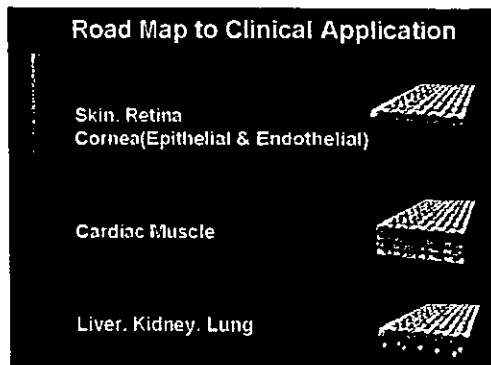 Road Map to Clinical Application
Skin. Retina
Cornea(Epithelial & Endothelial)
Cardiac Muscle
Liver. Kidney. Lung